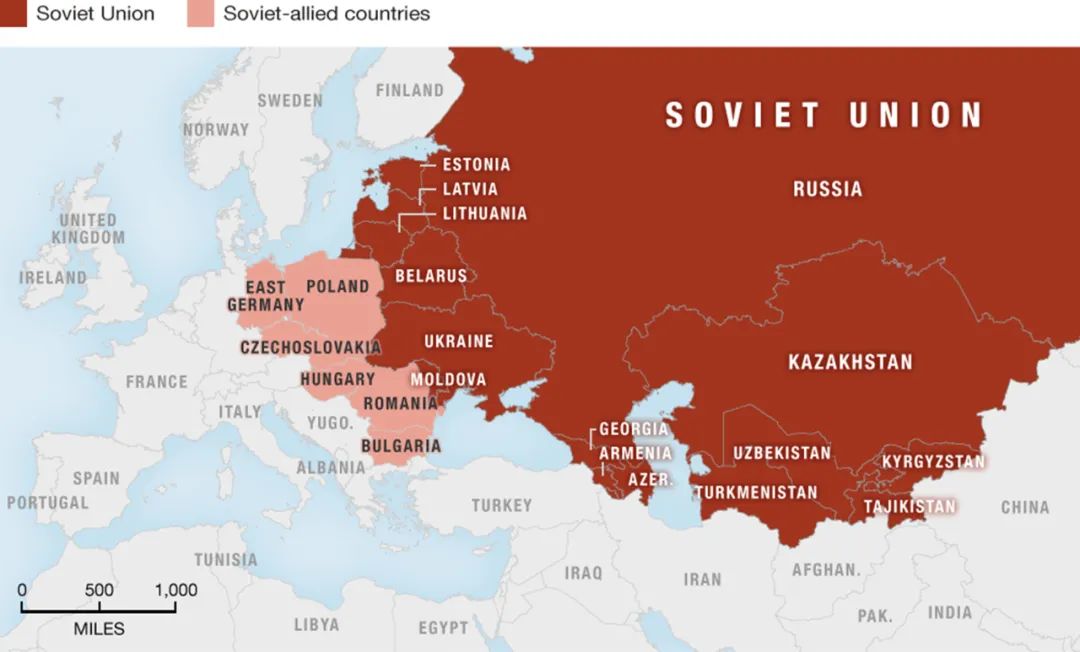 Soviet Union
Soviet-allied countries
SOVIET UNION
RUSSIA
FINLAND
SWEDEN
NORWAY
ESTONIA
LATVIA
LITHUANIA
UNITED
KINGDOM
IRELAND
BELARUS
EAST
GERMANY
POLAND
UKRAINE
CZECHOSLOVAKIA
KAZAKHSTAN
FRANCE
HUNGARY
MOLDOVA
ROMANIA
ITALY
YUGO.
BULGARIA
GEORGIA
ARMENIA
AZER.
UZBEKISTAN
KYRGYZSTAN
ALBANIA
SPAIN
PORTUGAL
TURKMENISTAN
TAJIKISTAN
TURKEY
CHINA
TUNISIA
IRAQ
IRAN
AFGHAN.
LIBYA
EGYPT
PAK.
INDIA
0 500 1,000
MILES